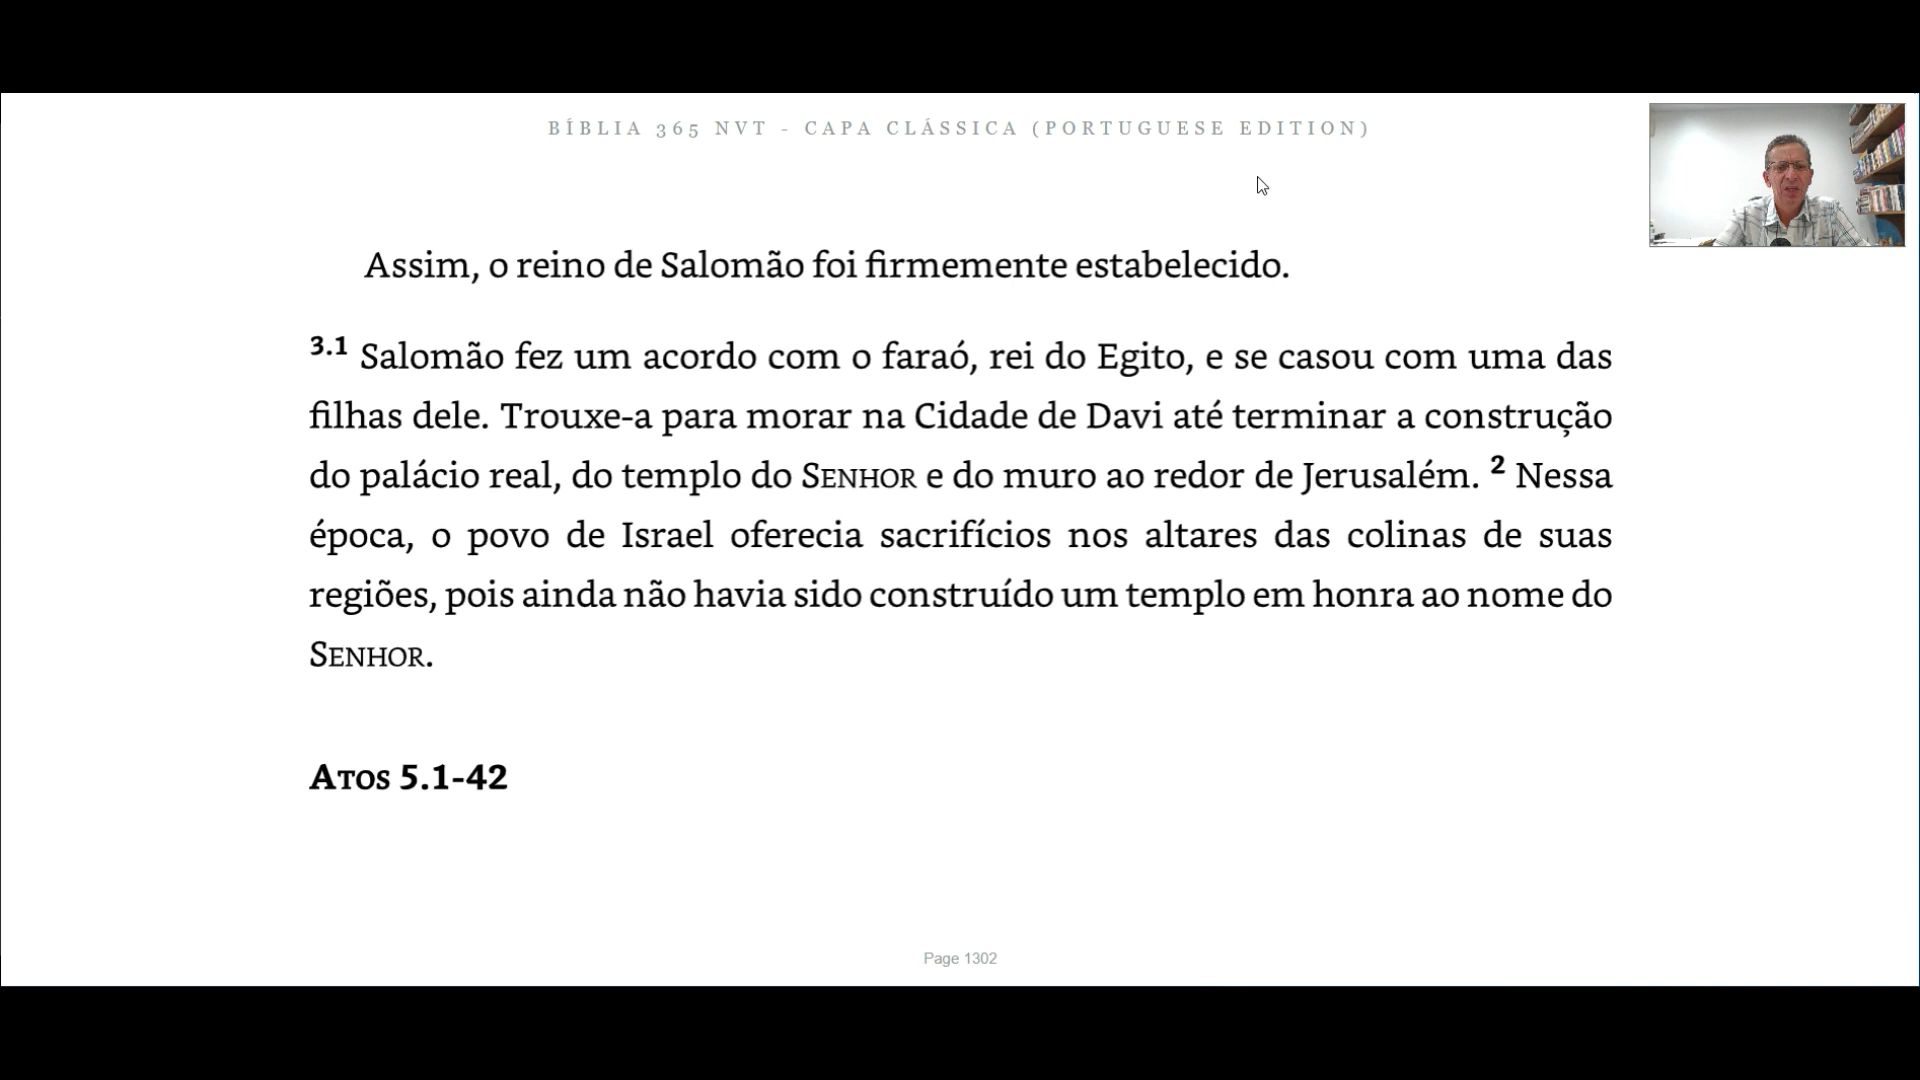 BÍBLIA 365 NVT - CAPA CLÁSSICA (PORTUGUESE EDITION)
Assim, o reino de Salomão foi firmemente estabelecido.
3.1 Salomão fez um acordo com o faraó, rei do Egito, e se casou com uma das
filhas dele. Trouxe-a para morar na Cidade de Davi até terminar a construção
do palácio real, do templo do SENHOR e do muro ao redor de Jerusalém. 2 Nessa
época, o povo de Israel oferecia sacrifícios nos altares das colinas de suas
regiões, pois ainda não havia sido construído um templo em honra ao nome do
SENHOR.
ATOS 5.1-42
Page 1302